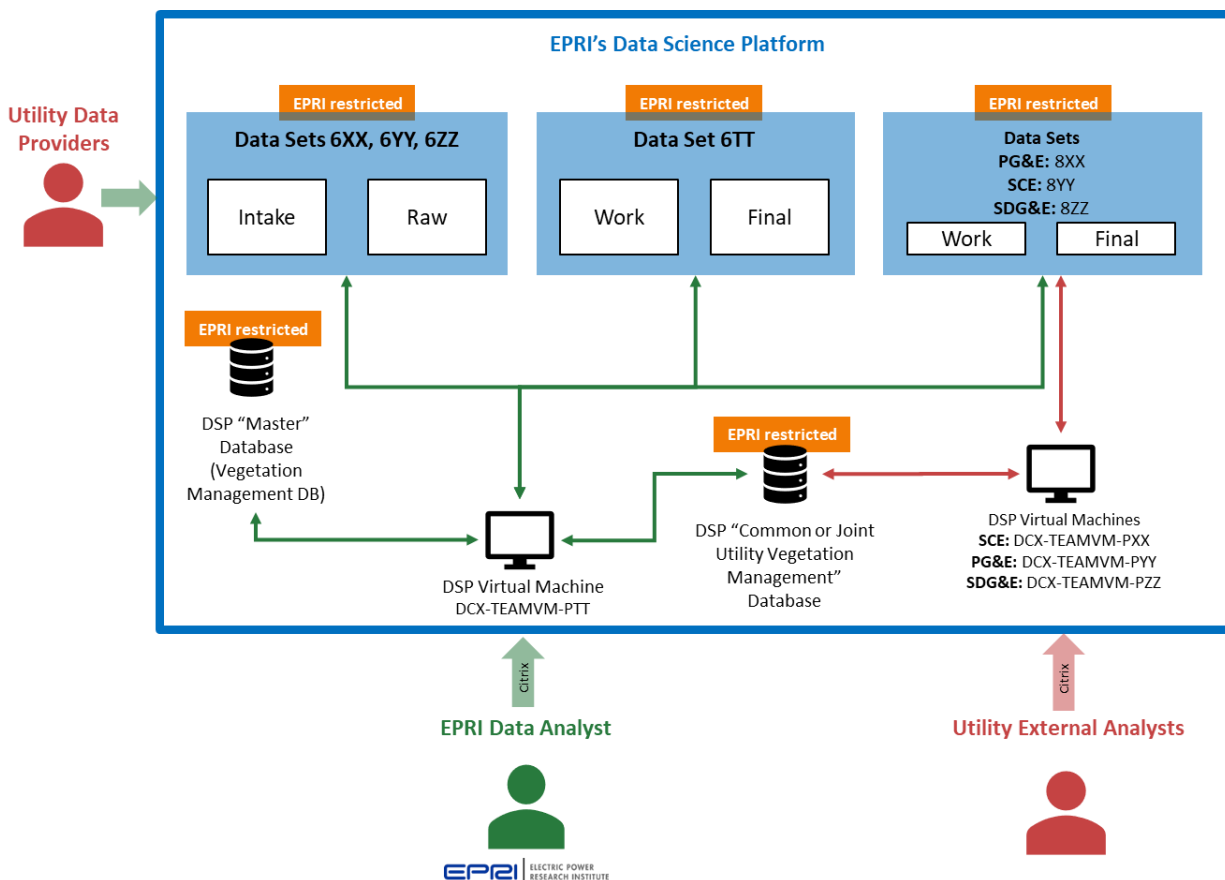 EPRI's Data Science Platform
Utility Data
Providers
EPRI restricted
Data Sets 6XX, 6YY, 6ZZ
Intake
Raw
EPRI restricted
Data Set 6TT
Work
Final
EPRI restricted
Data Sets
PG&E: 8XX
SCE: 8YY
SDG&E: 8ZZ
Work
Final
EPRI restricted
DSP “Master”
Database
(Vegetation
Management DB)
DSP Virtual Machine
DCX-TEAMVM-PTT
EPRI restricted
DSP “Common or Joint
Utility Vegetation
Management”
Database
DSP Virtual Machines
SCE: DCX-TEAMVM-PXX
PG&E: DCX-TEAMVM-PYY
SDG&E: DCX-TEAMVM-PZZ
Citrix
EPRI Data Analyst
EPRI
ELECTRIC POWER
RESEARCH INSTITUTE
Citrix
Utility External Analysts